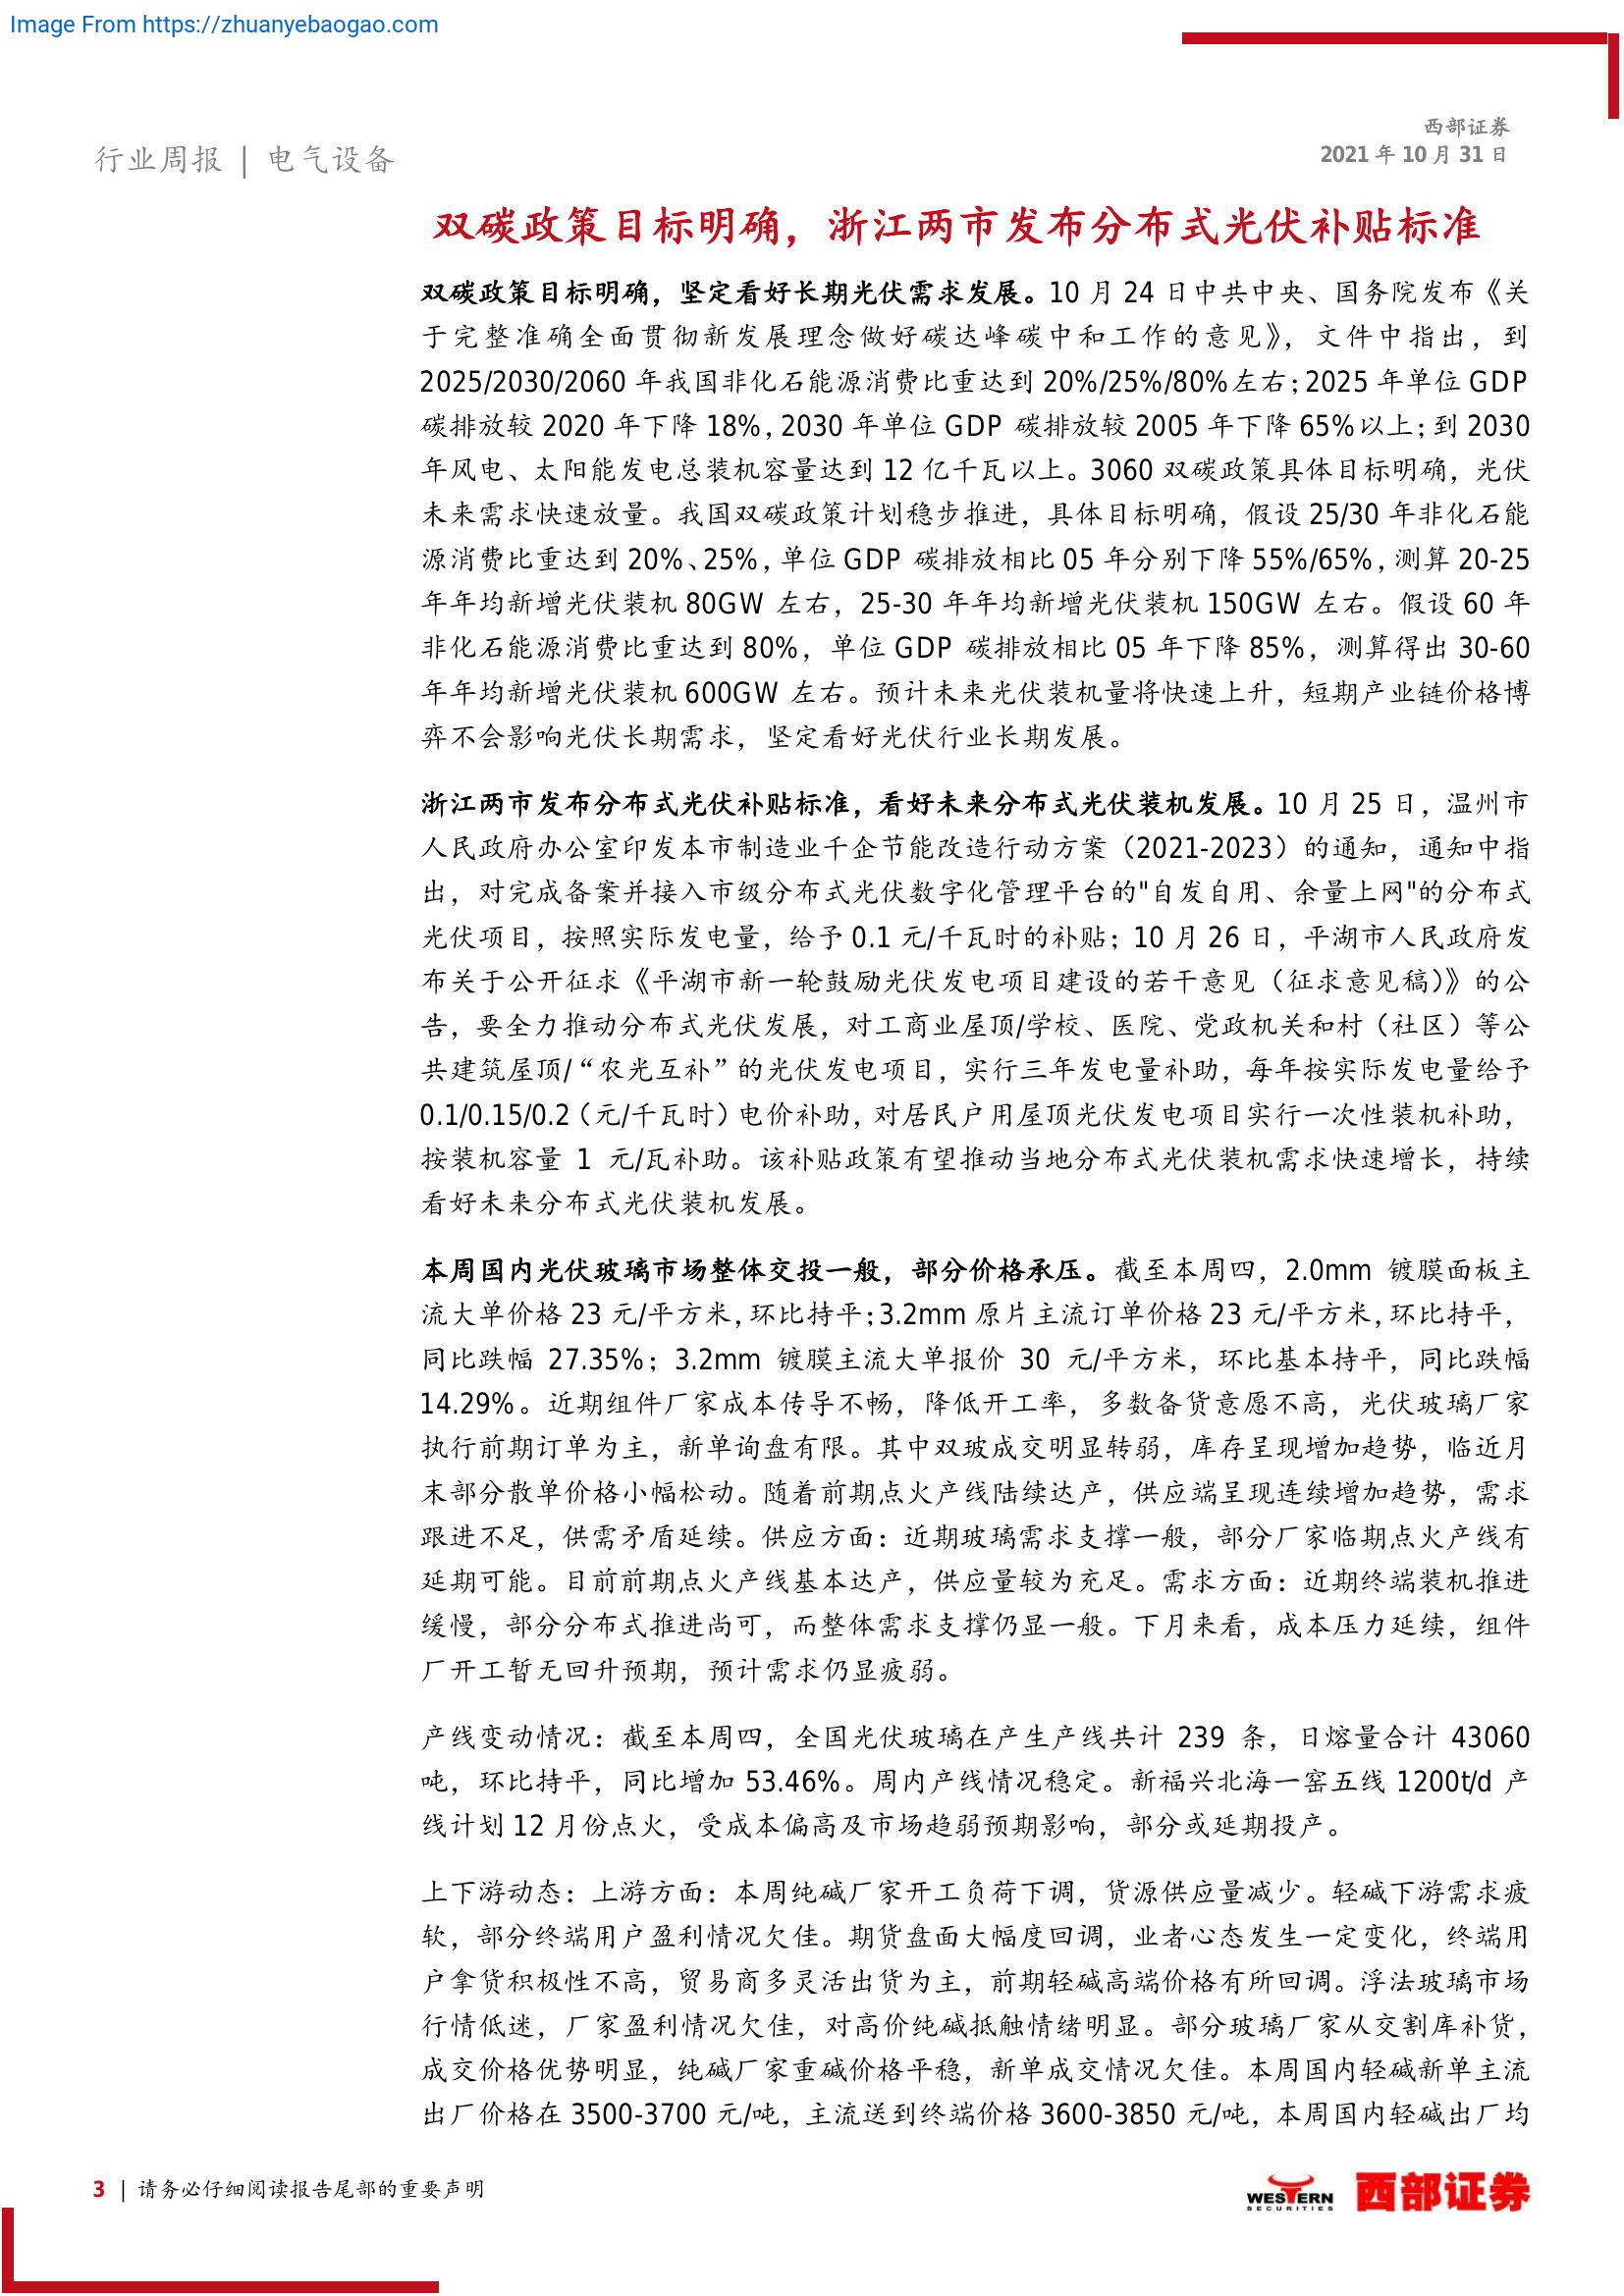 Image From https://zhuanyebaogao.com
西部证券
2021 年 10 月 31 日
行业周报 | 电气设备
双碳政策目标明确，浙江两市发布分布式光伏补贴标准
双碳政策目标明确，坚定看好长期光伏需求发展。10 月 24 日中共中央、国务院发布《关
于完整准确全面贯彻新发展理念做好碳达峰碳中和工作的意见》，文件中指出，到
2025/2030/2060 年我国非化石能源消费比重达到 20%/25%/80%左右；2025 年单位 GDP
碳排放较 2020 年下降 18%，2030 年单位 GDP 碳排放较 2005 年下降 65%以上；到 2030
年风电、太阳能发电总装机容量达到 12 亿千瓦以上。3060 双碳政策具体目标明确，光伏
未来需求快速放量。我国双碳政策计划稳步推进，具体目标明确，假设 25/30 年非化石能
源消费比重达到 20%、25%，单位 GDP 碳排放相比 05 年分别下降 55%/65%，测算 20-25
年年均新增光伏装机 80GW 左右，25-30 年年均新增光伏装机 150GW 左右。假设 60 年
非化石能源消费比重达到 80%，单位 GDP 碳排放相比 05 年下降 85%，测算得出 30-60
年年均新增光伏装机 600GW 左右。预计未来光伏装机量将快速上升，短期产业链价格博
弈不会影响光伏长期需求，坚定看好光伏行业长期发展。
浙江两市发布分布式光伏补贴标准，看好未来分布式光伏装机发展。10 月 25 日，温州市
人民政府办公室印发本市制造业千企节能改造行动方案（2021-2023）的通知，通知中指
出，对完成备案并接入市级分布式光伏数字化管理平台的"自发自用、余量上网"的分布式
光伏项目，按照实际发电量，给予 0.1 元/千瓦时的补贴；10 月 26 日，平湖市人民政府发
布关于公开征求《平湖市新一轮鼓励光伏发电项目建设的若干意见（征求意见稿）》的公
告，要全力推动分布式光伏发展，对工商业屋顶/学校、医院、党政机关和村（社区）等公
共建筑屋顶/“农光互补”的光伏发电项目，实行三年发电量补助，每年按实际发电量给予
0.1/0.15/0.2（元/千瓦时）电价补助，对居民户用屋顶光伏发电项目实行一次性装机补助，
按装机容量 1 元/瓦补助。该补贴政策有望推动当地分布式光伏装机需求快速增长，持续
看好未来分布式光伏装机发展。
本周国内光伏玻璃市场整体交投一般，部分价格承压。截至本周四，2.0mm 镀膜面板主
流大单价格 23 元/平方米，环比持平；3.2mm 原片主流订单价格 23 元/平方米，环比持平，
同比跌幅 27.35%；3.2mm 镀膜主流大单报价 30 元/平方米，环比基本持平，同比跌幅
14.29%。近期组件厂家成本传导不畅，降低开工率，多数备货意愿不高，光伏玻璃厂家
执行前期订单为主，新单询盘有限。其中双玻成交明显转弱，库存呈现增加趋势，临近月
末部分散单价格小幅松动。随着前期点火产线陆续达产，供应端呈现连续增加趋势，需求
跟进不足，供需矛盾延续。供应方面：近期玻璃需求支撑一般，部分厂家临期点火产线有
延期可能。目前前期点火产线基本达产，供应量较为充足。需求方面：近期终端装机推进
缓慢，部分分布式推进尚可，而整体需求支撑仍显一般。下月来看，成本压力延续，组件
厂开工暂无回升预期，预计需求仍显疲弱。
产线变动情况：截至本周四，全国光伏玻璃在产生产线共计 239 条，日熔量合计 43060
吨，环比持平，同比增加 53.46%。周内产线情况稳定。新福兴北海一窑五线 1200t/d 产
线计划 12 月份点火，受成本偏高及市场趋弱预期影响，部分或延期投产。
上下游动态：上游方面：本周纯碱厂家开工负荷下调，货源供应量减少。轻碱下游需求疲
软，部分终端用户盈利情况欠佳。期货盘面大幅度回调，业者心态发生一定变化，终端用
户拿货积极性不高，贸易商多灵活出货为主，前期轻碱高端价格有所回调。浮法玻璃市场
行情低迷，厂家盈利情况欠佳，对高价纯碱抵触情绪明显。部分玻璃厂家从交割库补货，
成交价格优势明显，纯碱厂家重碱价格平稳，新单成交情况欠佳。本周国内轻碱新单主流
出厂价格在 3500-3700 元/吨，主流送到终端价格 3600-3850 元/吨，本周国内轻碱出厂均
3 | 请务必仔细阅读报告尾部的重要声明
WESTERN
SECURITIES
西部证券